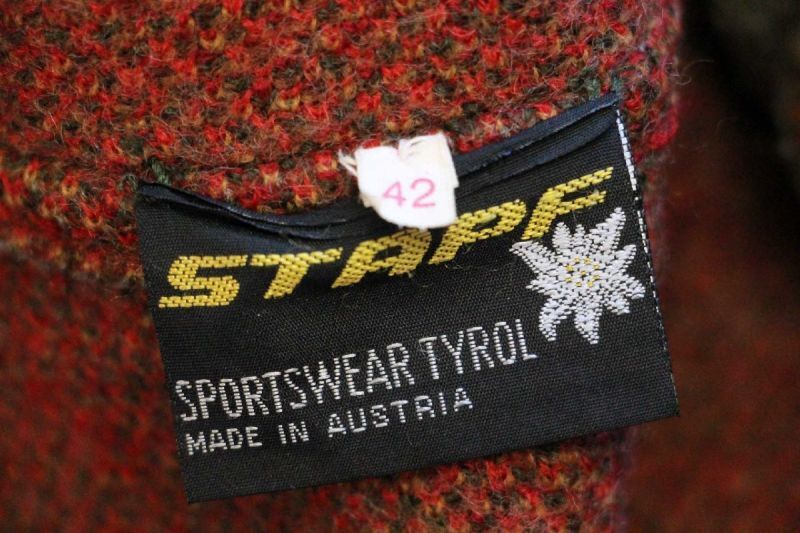 42
STAPF
SPORTSWEAR TYROL
MADE IN AUSTRIA